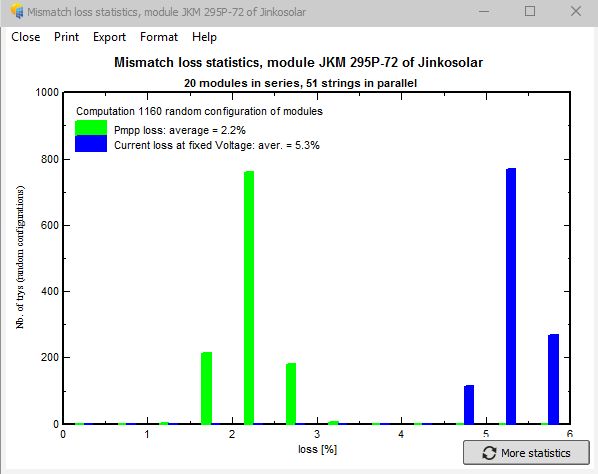 Mismatch loss statistics, module JKM 295P-72 of Jinkosolar
Close Print Export Format Help
Mismatch loss statistics, module JKM 295P-72 of Jinkosolar
20 modules in series, 51 strings in parallel
Computation 1160 random configuration of modules
Pmpp loss: average = 2.2%
Current loss at fixed Voltage: aver. = 5.3%
Nb. of trys (random configurations)
1000
800
600
400
200
0
0 1 2 3 4 5 6
loss [%]
More statistics